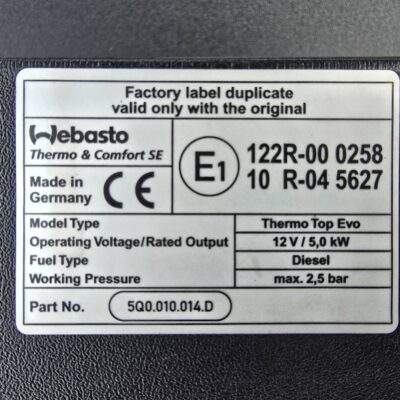 Factory label duplicate
valid only with the original
Webasto
Thermo & Comfort SE
Made in
Germany
CE
E1
122R-00 0258
10 R-04 5627
Model Type Thermo Top Evo
Operating Voltage/Rated Output 12 V / 5,0 kW
Fuel Type Diesel
Working Pressure max. 2,5 bar
Part No. 5Q0.010.014.D